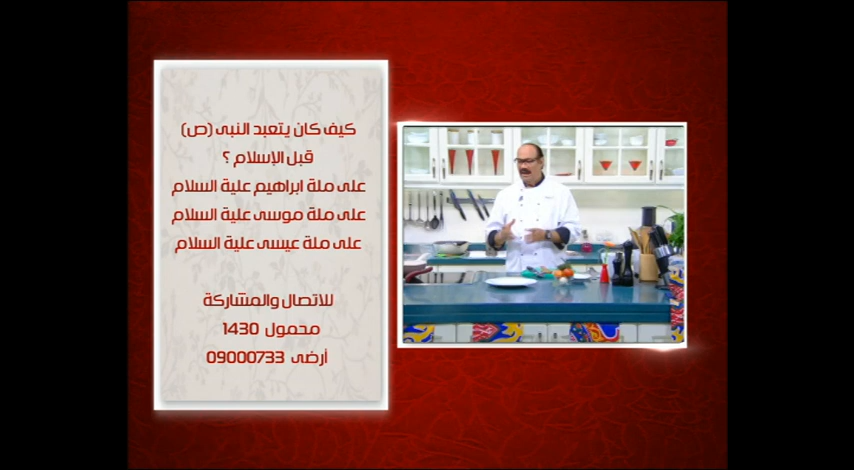 كيف كان يتعبد النبى (ص)
قبل الإسلام ؟
على ملة ابراهيم علية السلام
على ملة موسى علية السلام
على ملة عيسى علية السلام
للاتصال والمشاركة
محمول 1430
أرضى 09000733